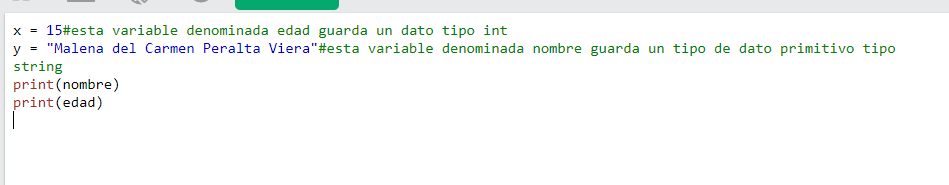 x = 15#esta variable denominada edad guarda un dato tipo int
y = "Malena del Carmen Peralta Viera"#esta variable denominada nombre guarda un tipo de dato primitivo tipo
string
print(nombre)
print(edad)